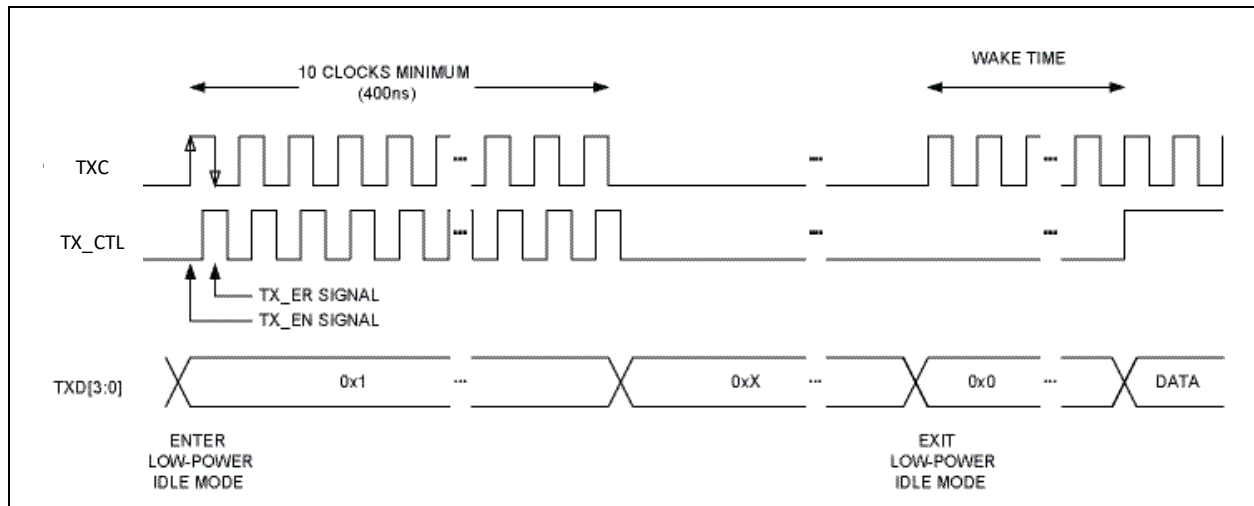 10 CLOCKS MINIMUM
(400ns)
WAKE TIME
TXC
...
...
...
TX_CTL
...
...
...
TX_ER SIGNAL
TX_EN SIGNAL
TXD[3:0]
0x1
...
0xX
...
0x0
...
DATA
ENTER
LOW-POWER
IDLE MODE
EXIT
LOW-POWER
IDLE MODE